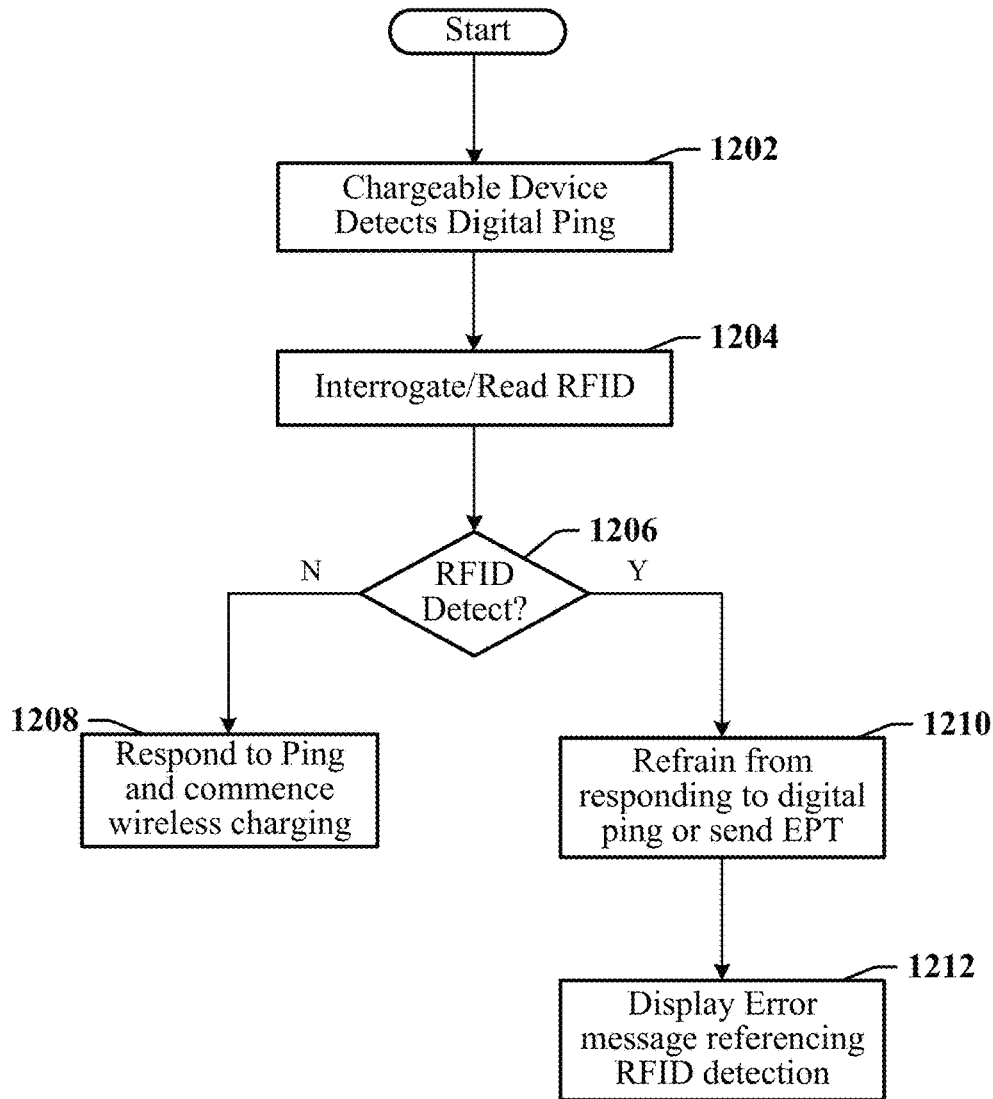 Start
1202
Chargeable Device
Detects Digital Ping
1204
Interrogate/Read RFID
1206
RFID
Detect?
N
Y
1208
Respond to Ping
and commence
wireless charging
1210
Refrain from
responding to digital
ping or send EPT
1212
Display Error
message referencing
RFID detection